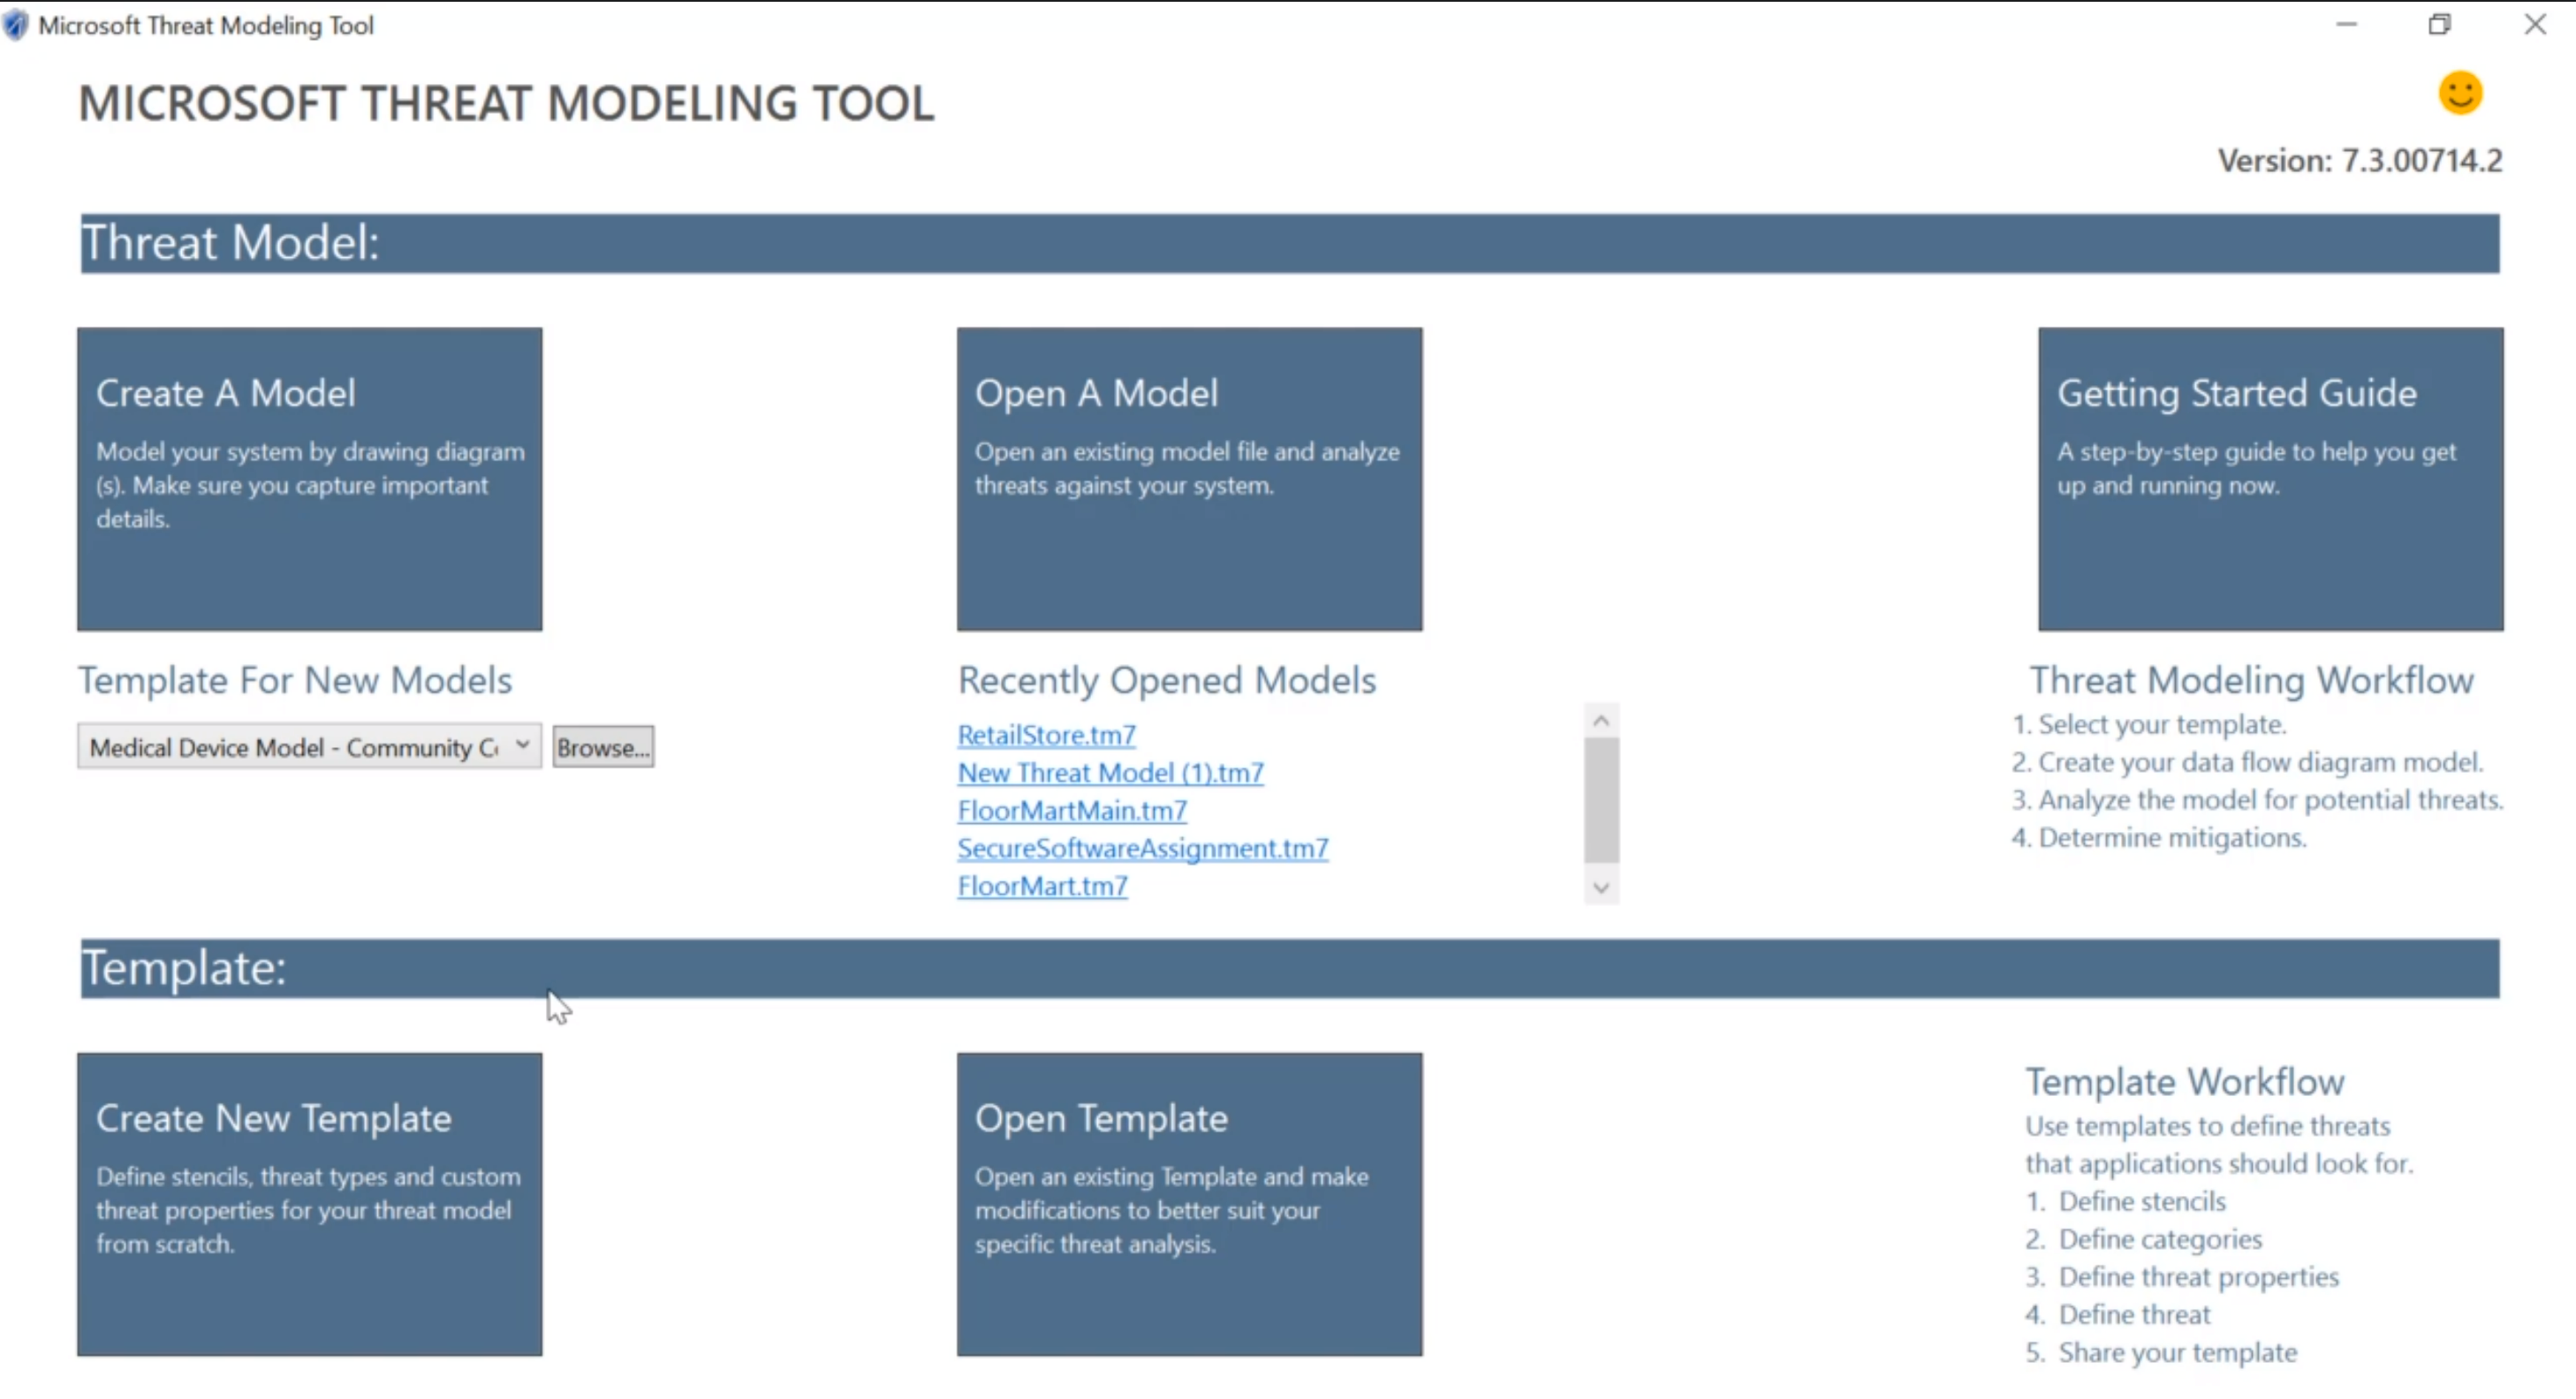 Microsoft Threat Modeling Tool
MICROSOFT THREAT MODELING TOOL
Version: 7.3.00714.2
Threat Model:
Create A Model
Model your system by drawing diagram
(s). Make sure you capture important
details.
Open A Model
Open an existing model file and analyze
threats against your system.
Getting Started Guide
A step-by-step guide to help you get
up and running now.
Template For New Models
Medical Device Model - Community
Browse...
Recently Opened Models
RetailStore.tm7
New Threat Model (1).tm7
FloorMartMain.tm7
SecureSoftwareAssignment.tm7
FloorMart.tm7
Threat Modeling Workflow
1. Select your template.
2. Create your data flow diagram model.
3. Analyze the model for potential threats.
4. Determine mitigations.
Template:
Create New Template
Define stencils, threat types and custom
threat properties for your threat model
from scratch.
Open Template
Open an existing Template and make
modifications to better suit your
specific threat analysis.
Template Workflow
Use templates to define threats
that applications should look for.
1. Define stencils
2. Define categories
3. Define threat properties
4. Define threat
5. Share your template